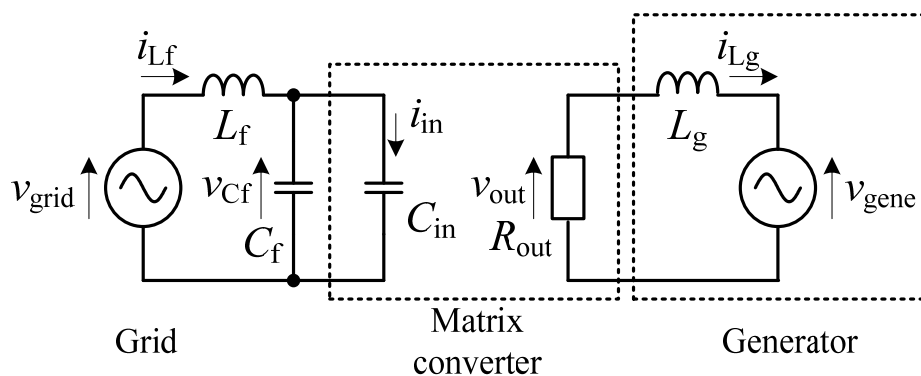 i_Lf
i_Lg
L_f
i_in
L_g
v_grid
v_Cf
C_f
C_in
v_out
R_out
v_gene
Grid
Matrix
converter
Generator